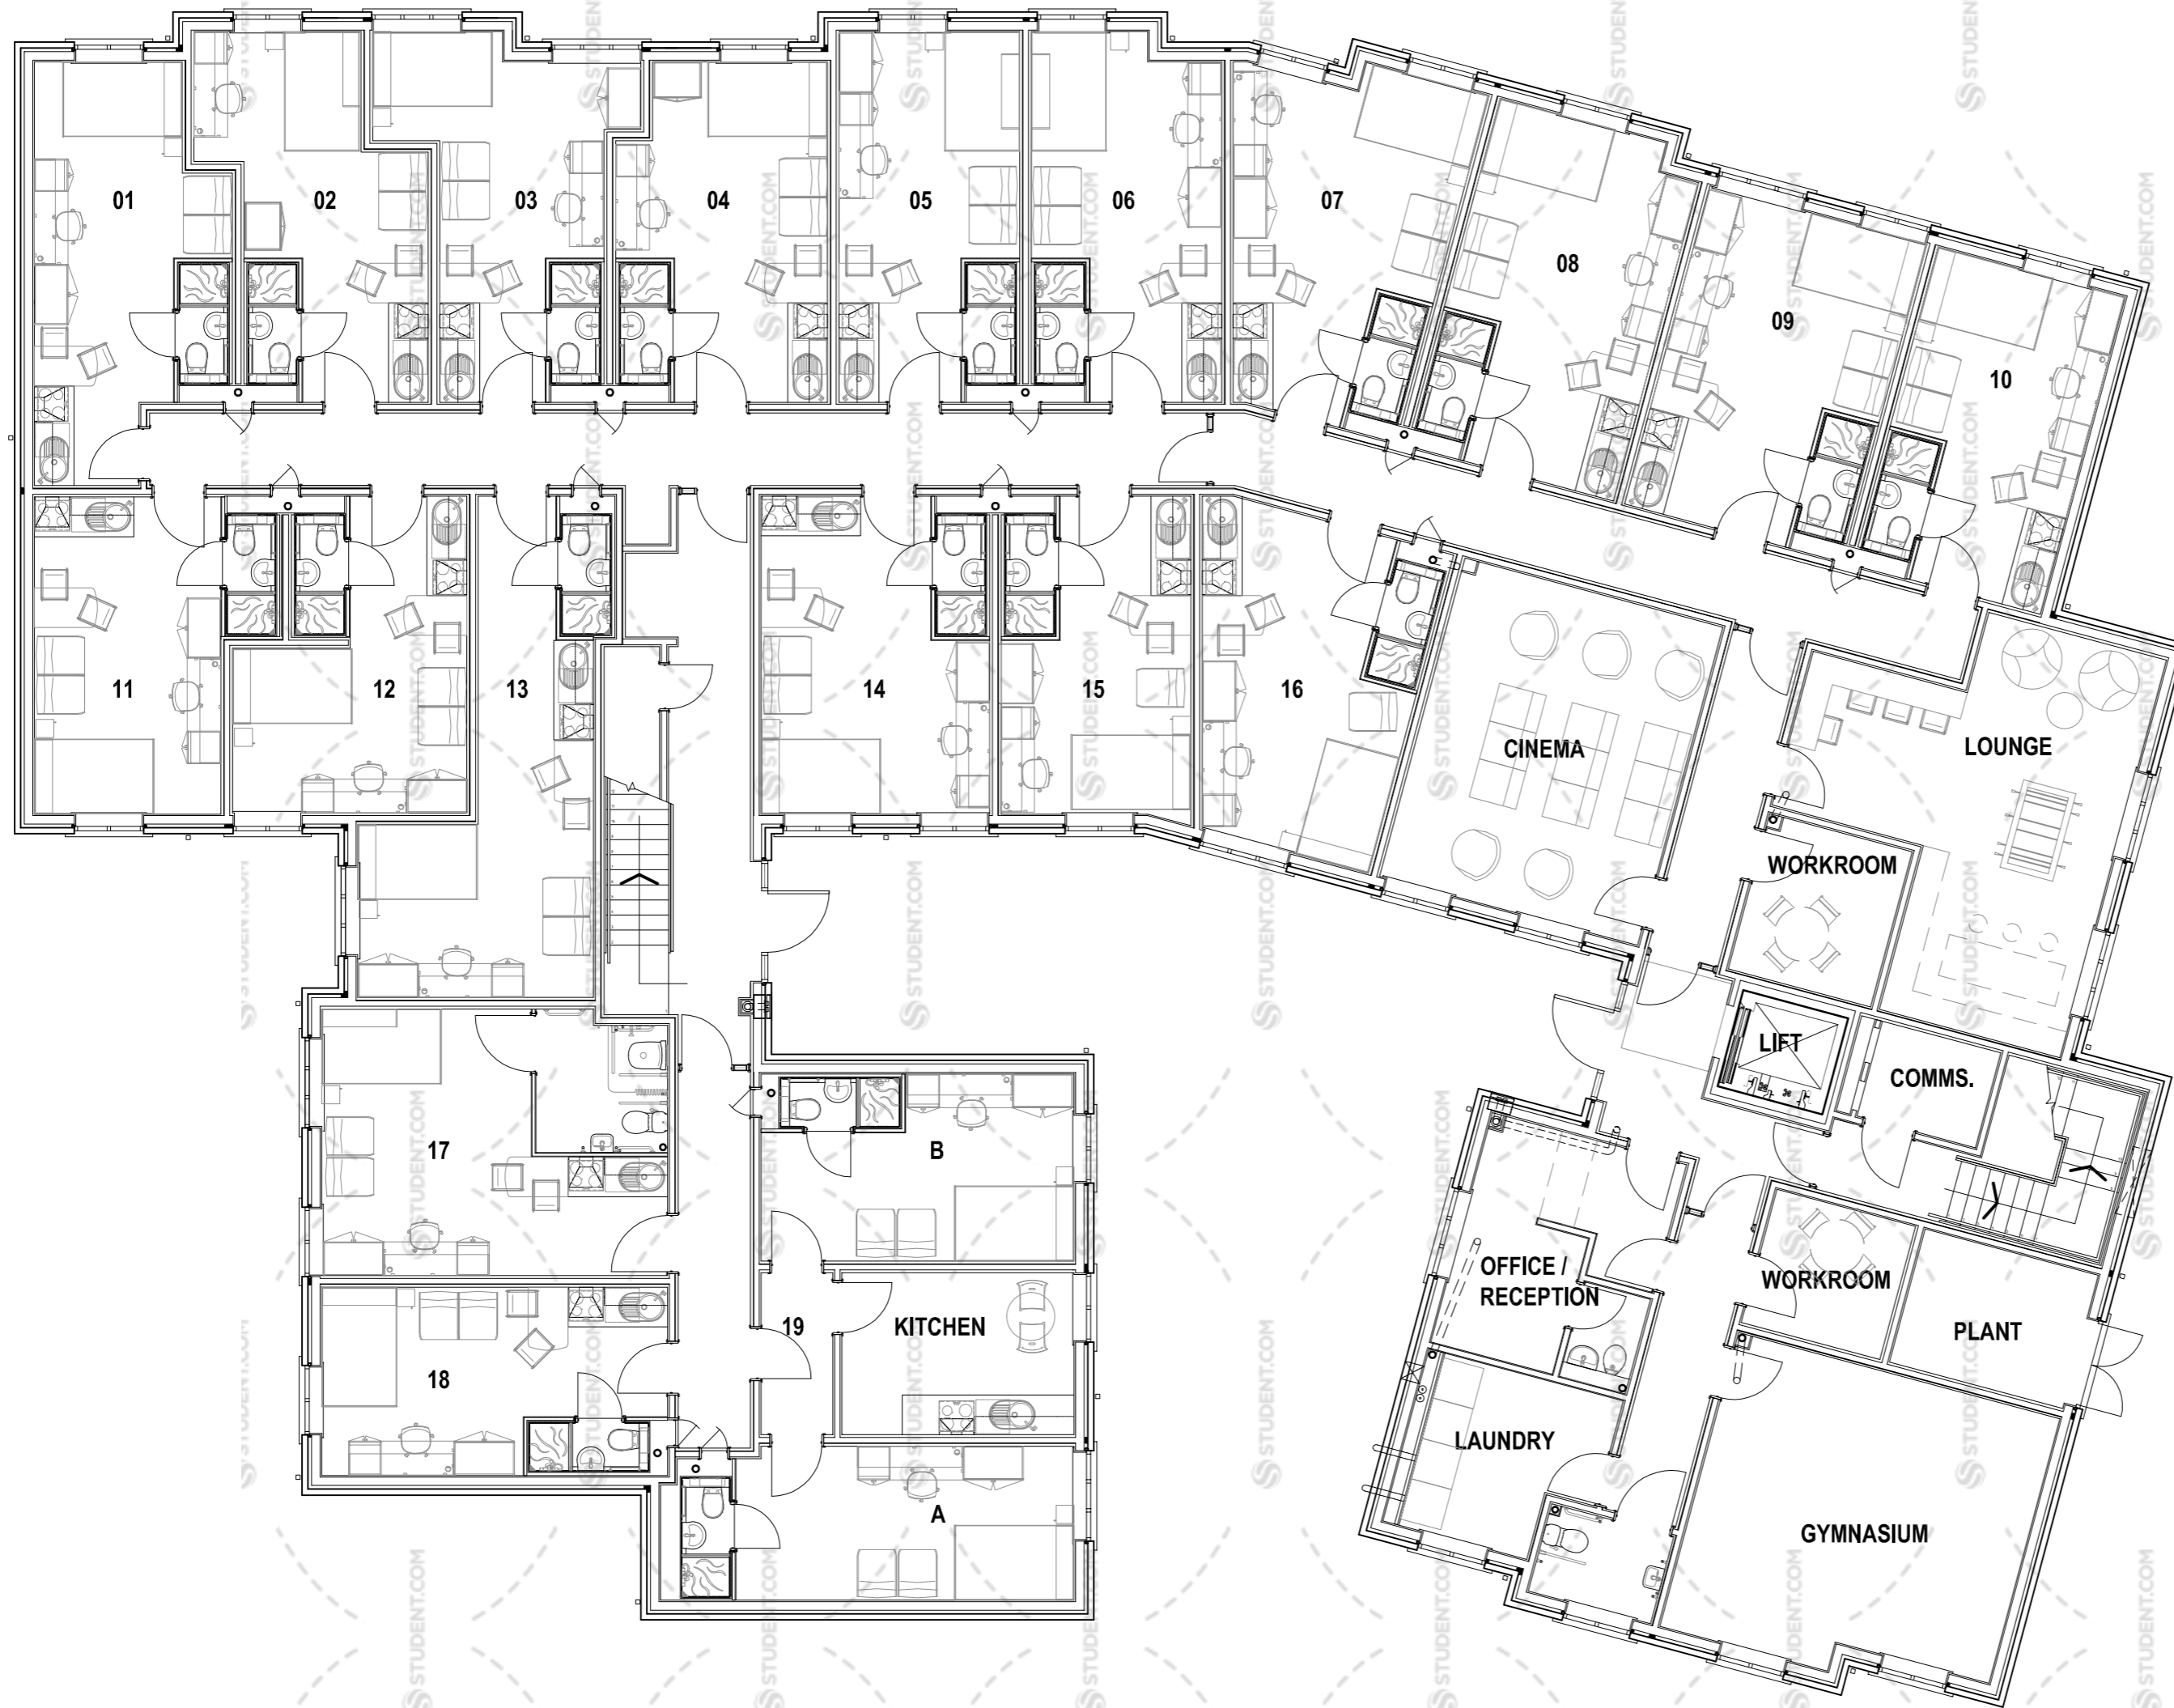 01
02
03
04
05
06
07
08
09
10
11
12
13
14
15
16
CINEMA
LOUNGE
WORKROOM
LIFT
COMMS.
17
B
OFFICE /
RECEPTION
WORKROOM
19
KITCHEN
PLANT
18
LAUNDRY
A
GYMNASIUM
STUDENT.COM